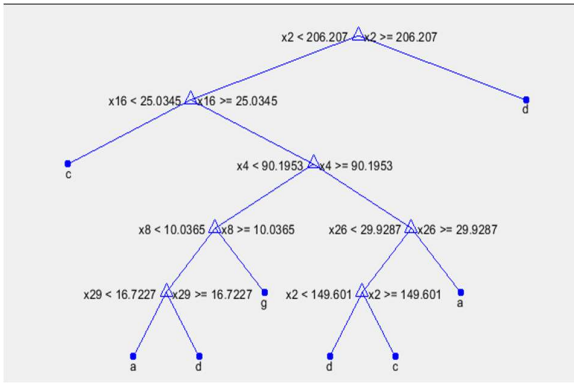 x2 < 206.207 x2 >= 206.207
x16 < 25.0345 x16 >= 25.0345
d
c
x4 < 90.1953 x4 >= 90.1953
x8 < 10.0365 x8 >= 10.0365
x26 < 29.9287 x26 >= 29.9287
x29 < 16.7227 x29 >= 16.7227
g
x2 < 149.601 x2 >= 149.601
a
a
d
d
c